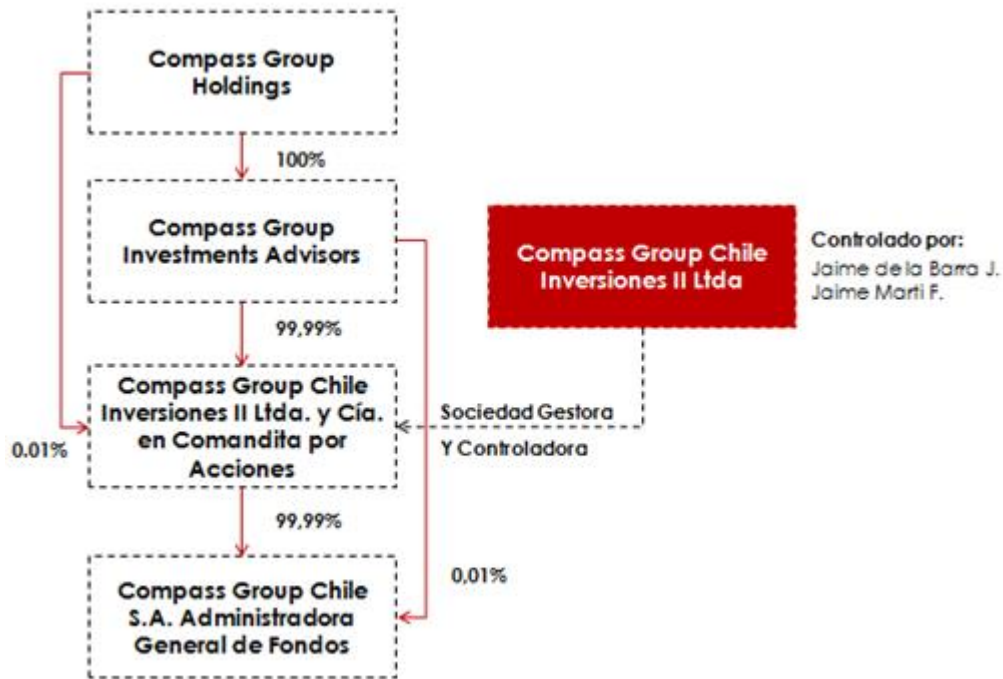 Compass Group
Holdings
100%
Compass Group
Investments Advisors
Compass Group Chile
Inversiones II Ltda
Controlado por:
Jaime de la Barra J.
Jaime Marti F.
99,99%
Compass Group Chile
Inversiones II Ltda. y Cía.
en Comandita por
Acciones
Sociedad Gestora
Y Controladora
0.01%
99,99%
Compass Group Chile
S.A. Administradora
General de Fondos
0,01%